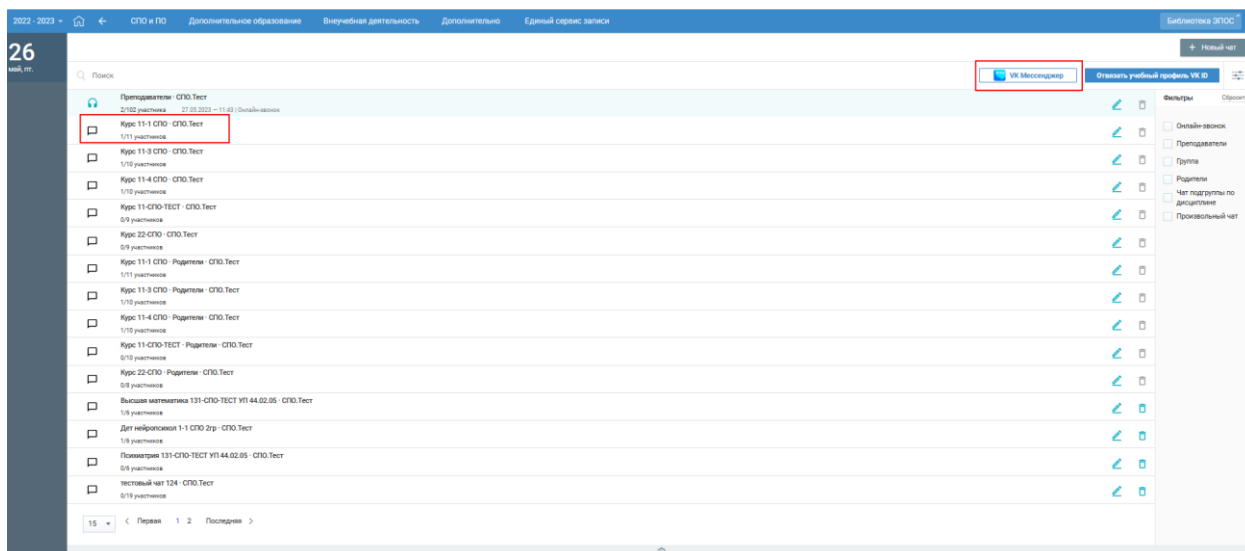 2022 - 2023 СПО и ПО Дополнительное образование Внеучебная деятельность Дополнительно Единый сервис записи Библиотека ЭПОС
26
май, пт.
+ Новый чат
Поиск
VK Мессенджер
Отвязать учебный профиль VK ID
Преподаватели - СПО.Тест
2/102 участника 27.05.2023 — 11:43 | Онлайн-звонок
Курс 11-1 СПО - СПО.Тест
1/11 участников
Курс 11-3 СПО - СПО.Тест
1/10 участников
Курс 11-4 СПО - СПО.Тест
1/10 участников
Курс 11-СПО-ТЕСТ - СПО.Тест
0/9 участников
Курс 22-СПО - СПО.Тест
0/9 участников
Курс 11-1 СПО - Родители - СПО.Тест
1/11 участников
Курс 11-3 СПО - Родители - СПО.Тест
1/10 участников
Курс 11-4 СПО - Родители - СПО.Тест
1/10 участников
Курс 11-СПО-ТЕСТ - Родители - СПО.Тест
0/10 участников
Курс 22-СПО - Родители - СПО.Тест
0/8 участников
Высшая математика 131-СПО-ТЕСТ УП 44.02.05 - СПО.Тест
1/6 участников
Дет нейропсихол 1-1 СПО 2гр - СПО.Тест
1/6 участников
Психиатрия 131-СПО-ТЕСТ УП 44.02.05 - СПО.Тест
0/6 участников
тестовый чат 124 - СПО.Тест
0/19 участников
15 < Первая 1 2 Последняя >
Фильтры Сбросить
Онлайн-звонок
Преподаватели
Группа
Родители
Чат подгруппы по
дисциплине
Произвольный чат